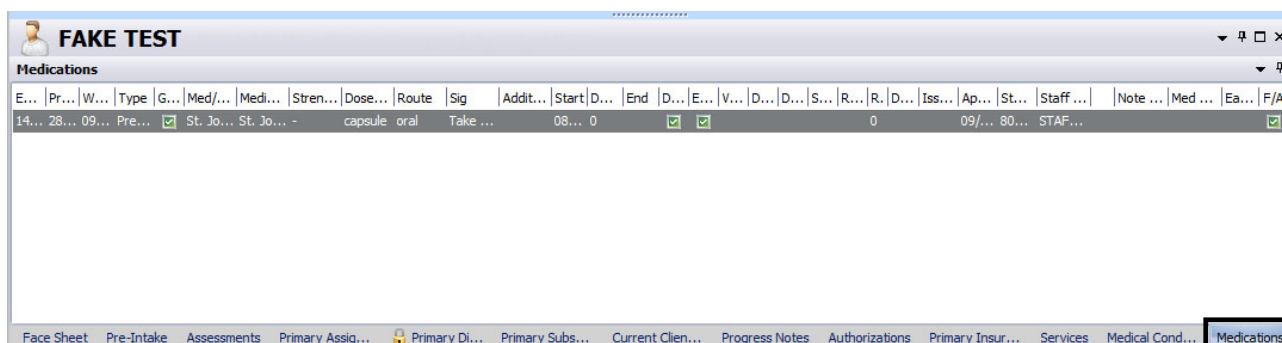 FAKE TEST
Medications
E... Pr... W... Type G... Med/... Medi... Stren... Dose... Route Sig Addit... Start D... End D... E... V... D... D... S... R... R. D... Iss... Ap... St... Staff ... Note ... Med ... Ea... F/A
14... 28... 09... Pre... St. Jo... St. Jo... - capsule oral Take ... 08... 0 0 09/... 80... STAF...
Face Sheet Pre-Intake Assessments Primary Assig... Primary Di... Primary Subs... Current Clien... Progress Notes Authorizations Primary Insur... Services Medical Cond... Medications